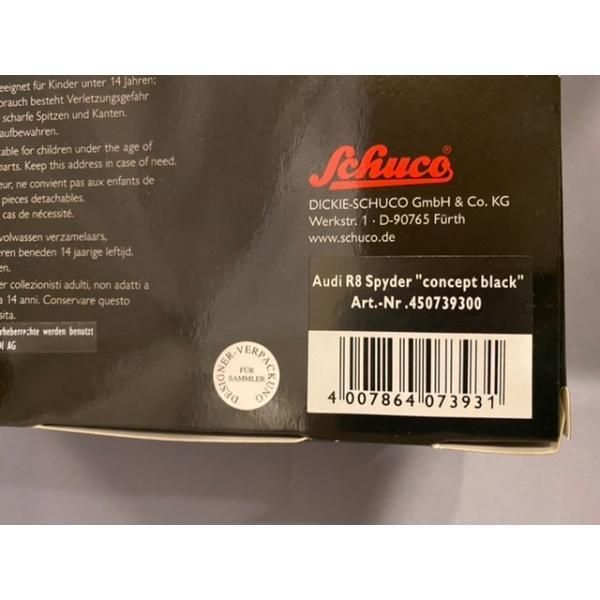 eeignet für Kinder unter 14 Jahren;
brauch besteht Verletzungsgefahr
scharfe Spitzen und Kanten.
aufbewahren.
table for children under the age of
parts. Keep this address in case of need.
eur, ne convient pas aux enfants de
pieces detachables.
cas de nécessité.
volwassen verzamelaars,
eren beneden 14 jaarige leftijd.
en.
er collezionisti adulti, non adatti a
a 14 anni. Conservare questo
sita.
rheberrechte werden benutzt
DI AG
Schuco
DICKIE-SCHUCO GmbH & Co. KG
Werkstr. 1 · D-90765 Fürth
www.schuco.de
Audi R8 Spyder "concept black"
Art.-Nr .450739300
DESIGNER-VERPACKUNG
FÜR
SAMMLER
4 007864 073931